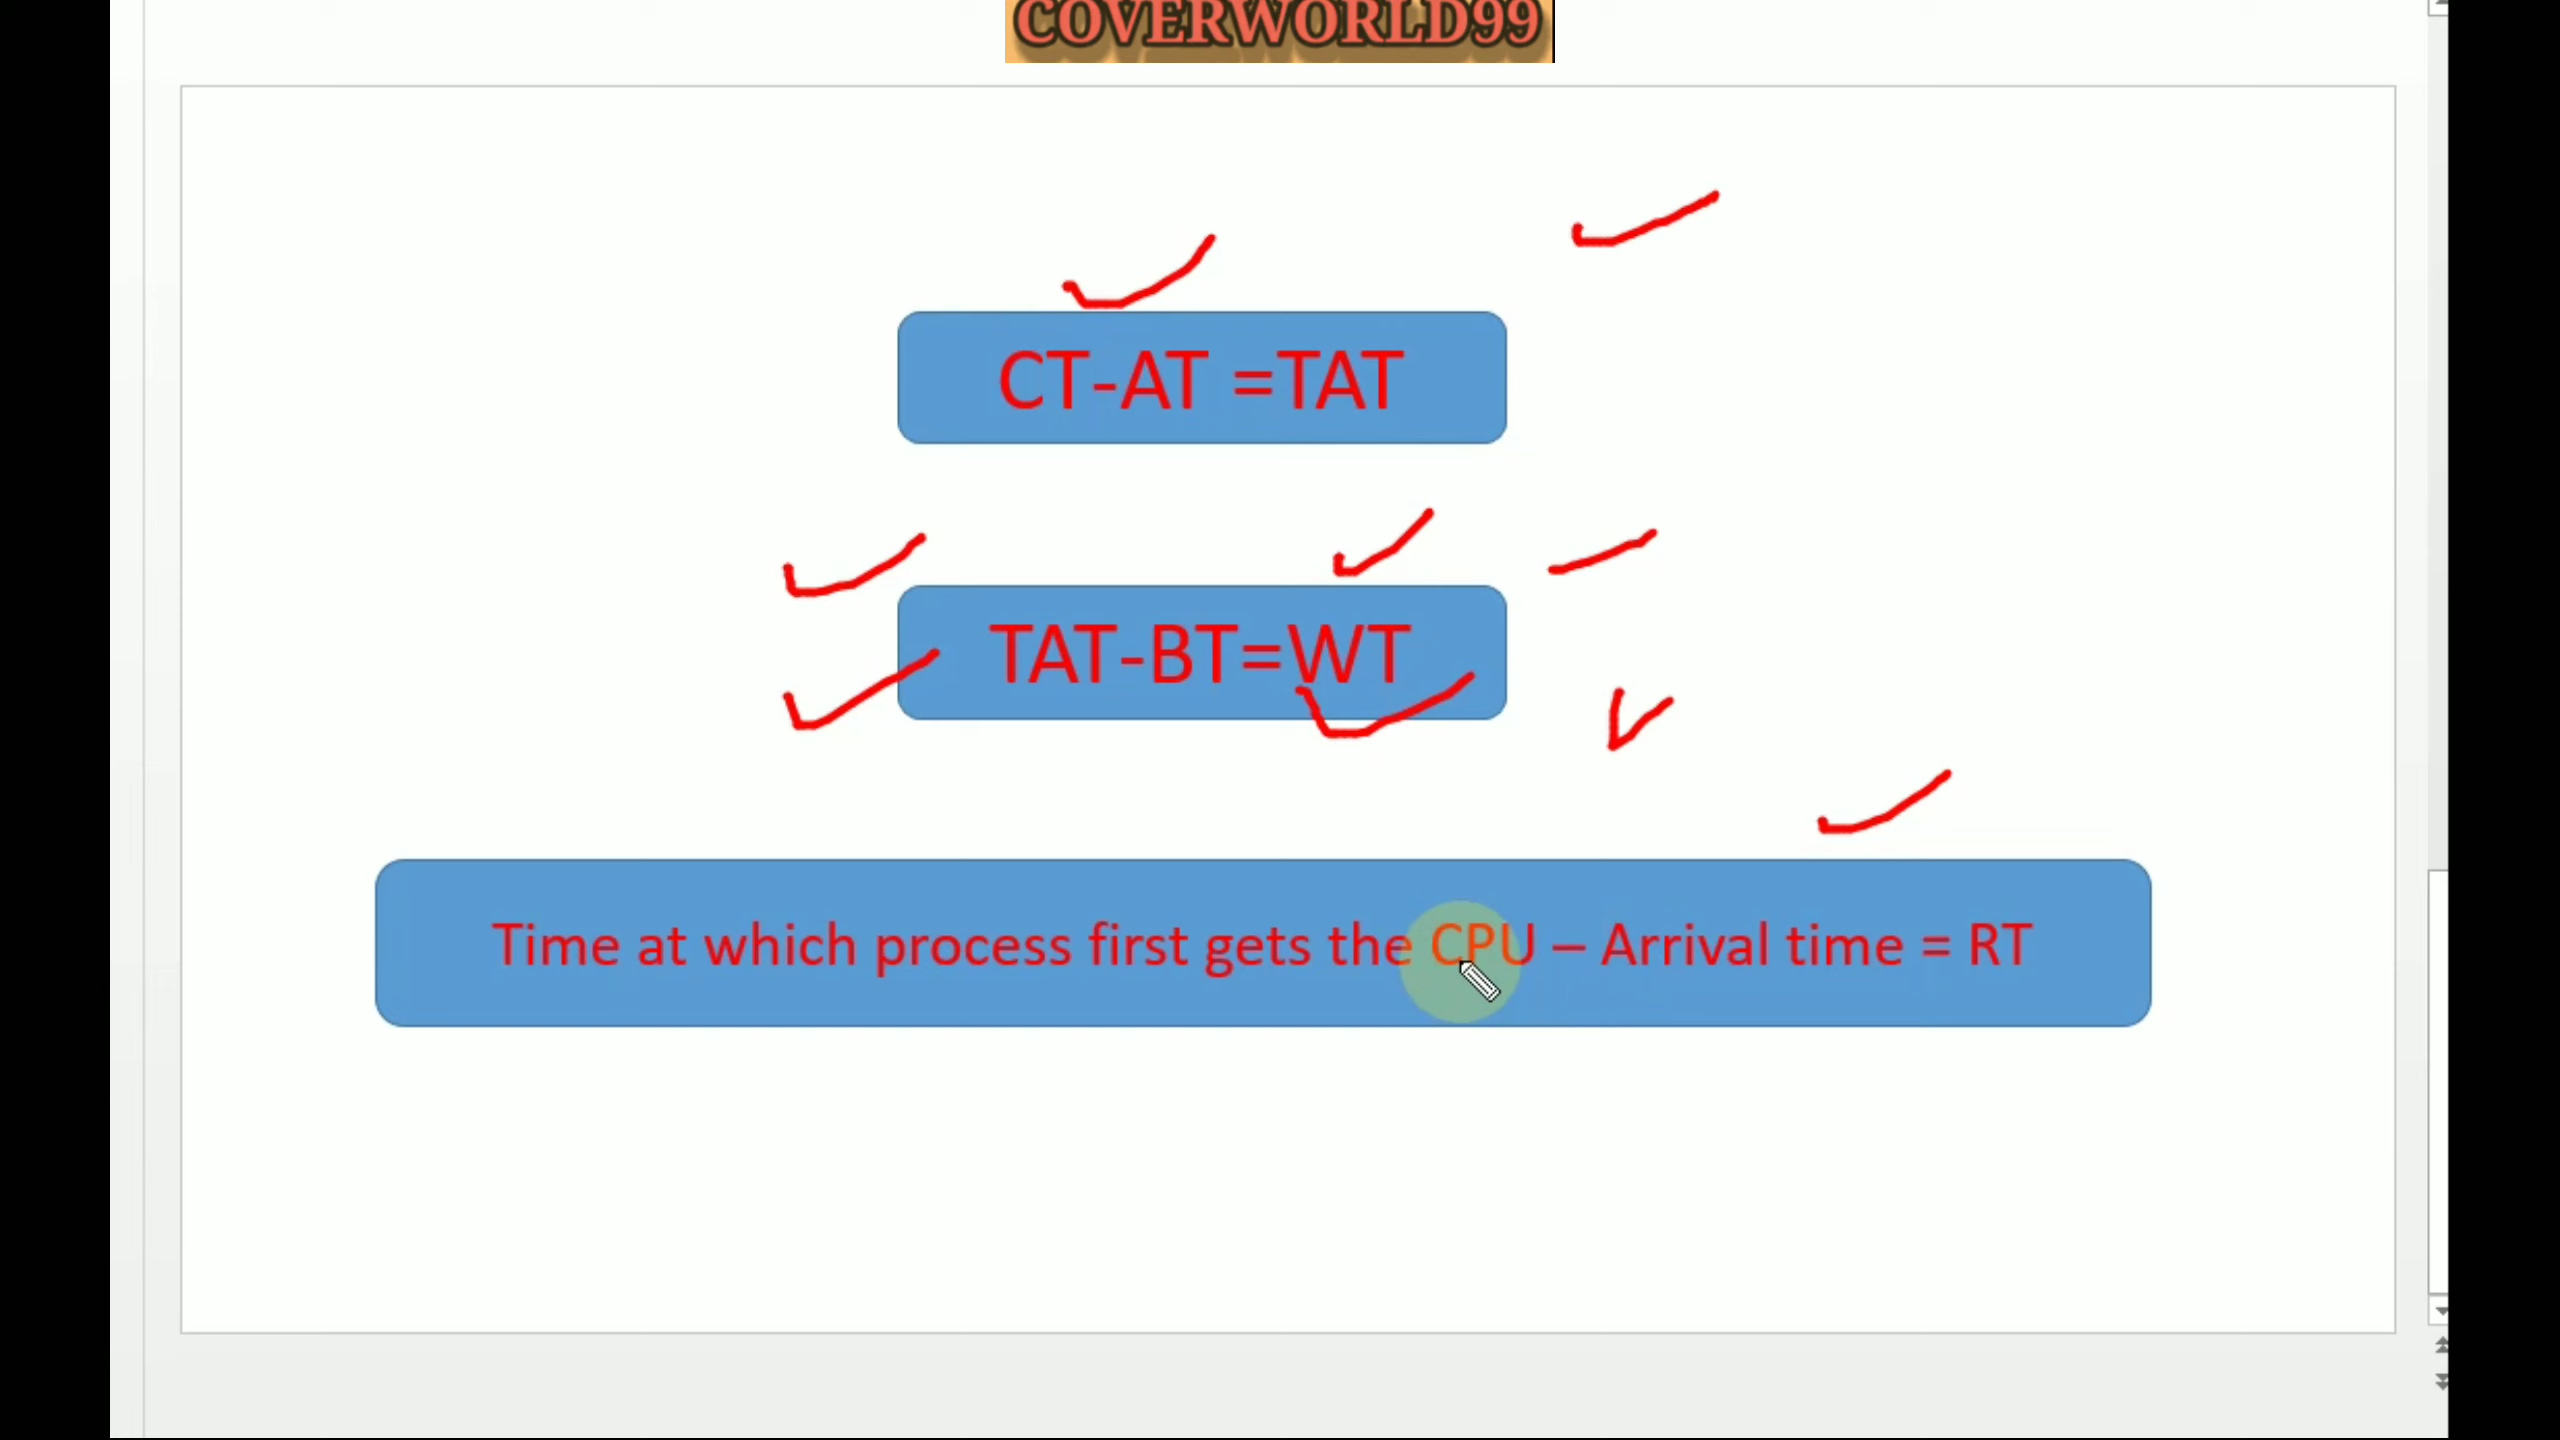 COVERWORLD99
CT-AT =TAT
TAT-BT=WT
Time at which process first gets the CPU – Arrival time = RT